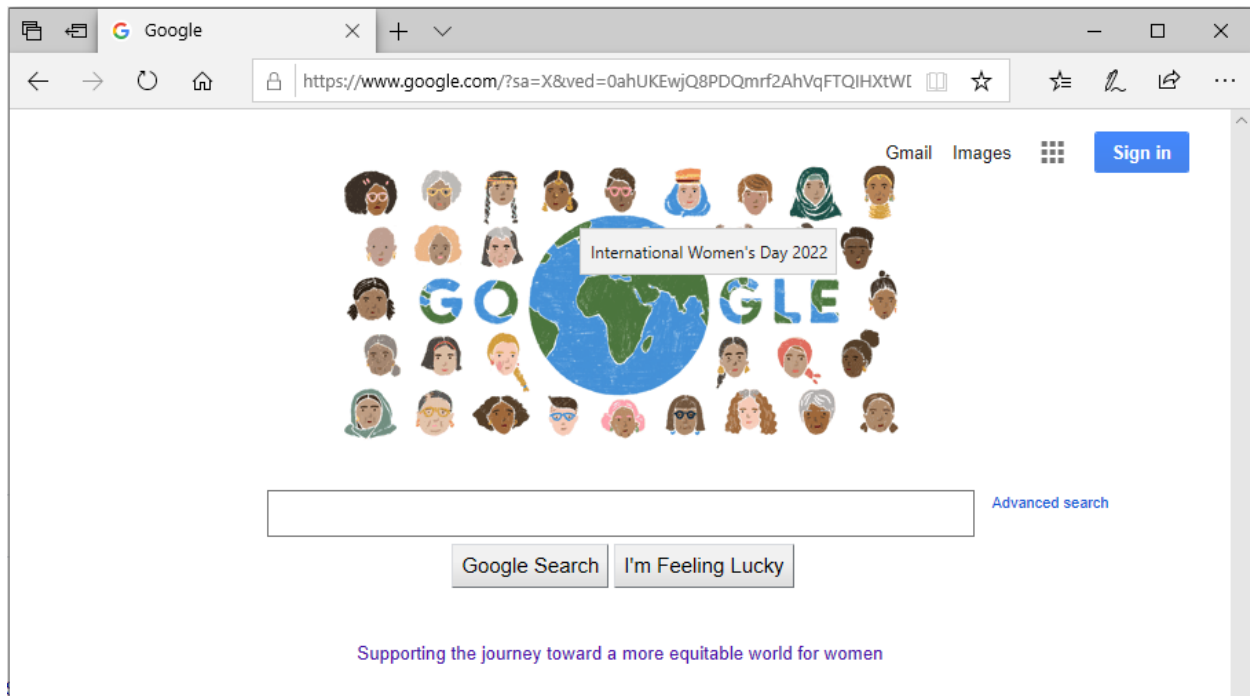 Google
https://www.google.com/?sa=X&ved=0ahUKEwjQ8PDQmrf2AhVqFTQIHXtWD
Gmail Images Sign in
International Women's Day 2022
GO GLE
Advanced search
Google Search I'm Feeling Lucky
Supporting the journey toward a more equitable world for women